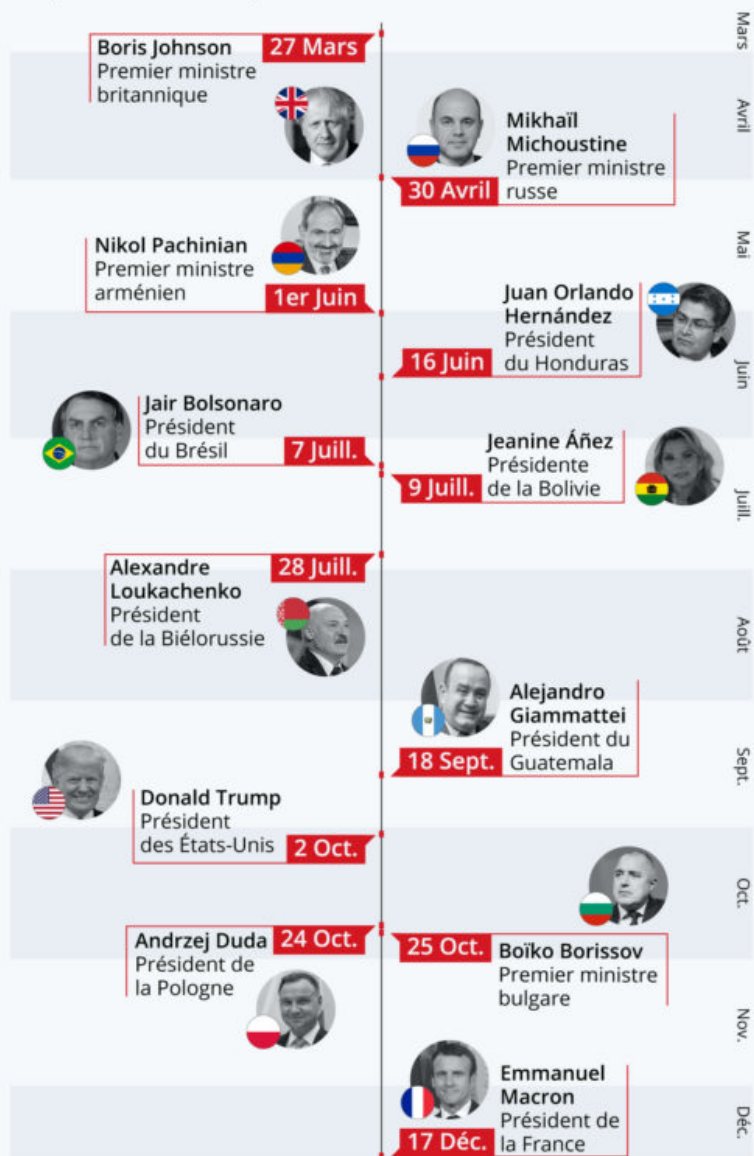 Mars
Boris Johnson
Premier ministre
britannique
27 Mars
Avril
Mikhaïl
Michoustine
Premier ministre
russe
30 Avril
Mai
Nikol Pachinian
Premier ministre
arménien
1er Juin
Juan Orlando
Hernández
Président
du Honduras
16 Juin
Juin
Jair Bolsonaro
Président
du Brésil
7 Juill.
Jeanine Áñez
Présidente
de la Bolivie
9 Juill.
Juill.
Alexandre
Loukachenko
Président
de la Biélorussie
28 Juill.
Août
Alejandro
Giammattei
Président du
Guatemala
18 Sept.
Sept.
Donald Trump
Président
des États-Unis
2 Oct.
Oct.
Andrzej Duda
Président de
la Pologne
24 Oct.
25 Oct.
Boïko Borissov
Premier ministre
bulgare
Nov.
Emmanuel
Macron
Président de
la France
17 Déc.
Déc.